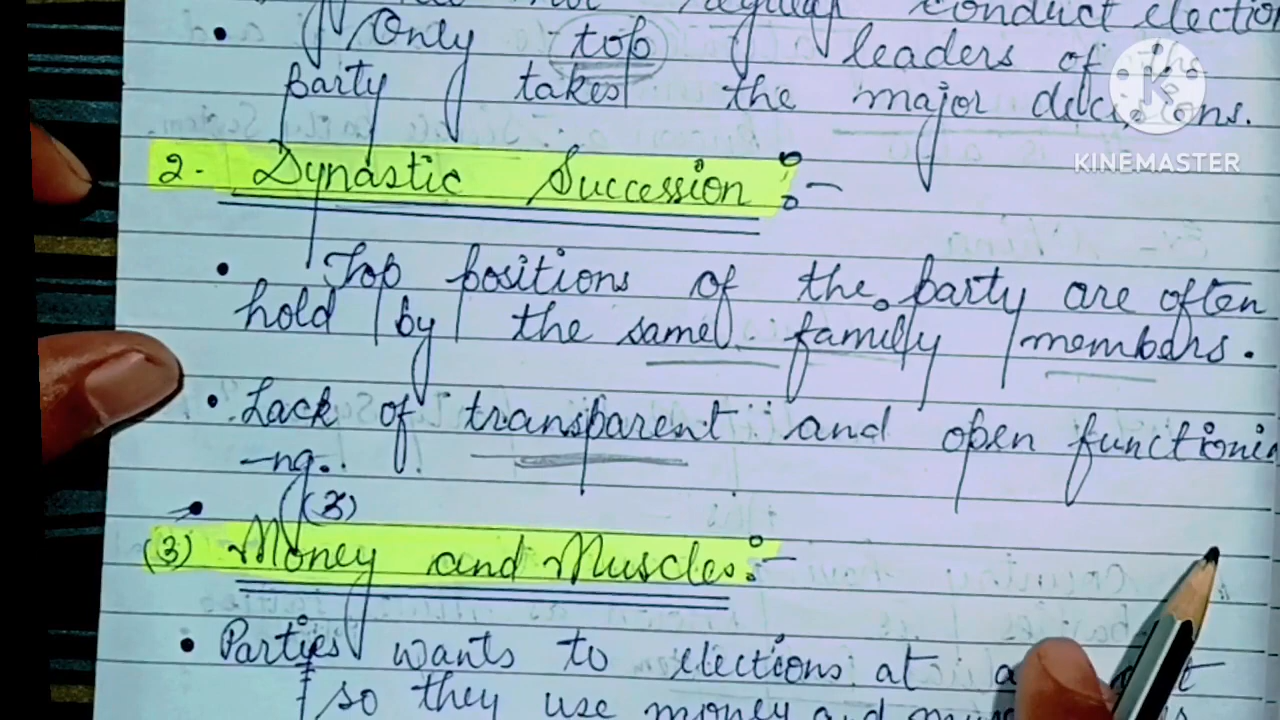 conduct election
• Only top leaders of the
party takes the major decisions.
KINEMASTER
2- Dynastic Succession :-
• Top positions of the party are often
hold by the same family members.
• Lack of transparent and open functioni
-ng.
(3)
(3) Money and Muscles :-
• Parties wants to elections at a
so they use money and